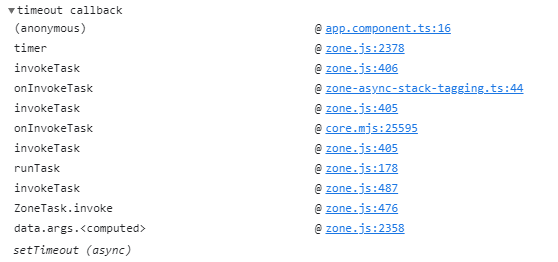 ▼timeout callback
(anonymous) @ app.component.ts:16
timer @ zone.js:2378
invokeTask @ zone.js:406
onInvokeTask @ zone-async-stack-tagging.ts:44
invokeTask @ zone.js:405
onInvokeTask @ core.mjs:25595
invokeTask @ zone.js:405
runTask @ zone.js:178
invokeTask @ zone.js:487
ZoneTask.invoke @ zone.js:476
data.args.<computed> @ zone.js:2358
setTimeout (async)